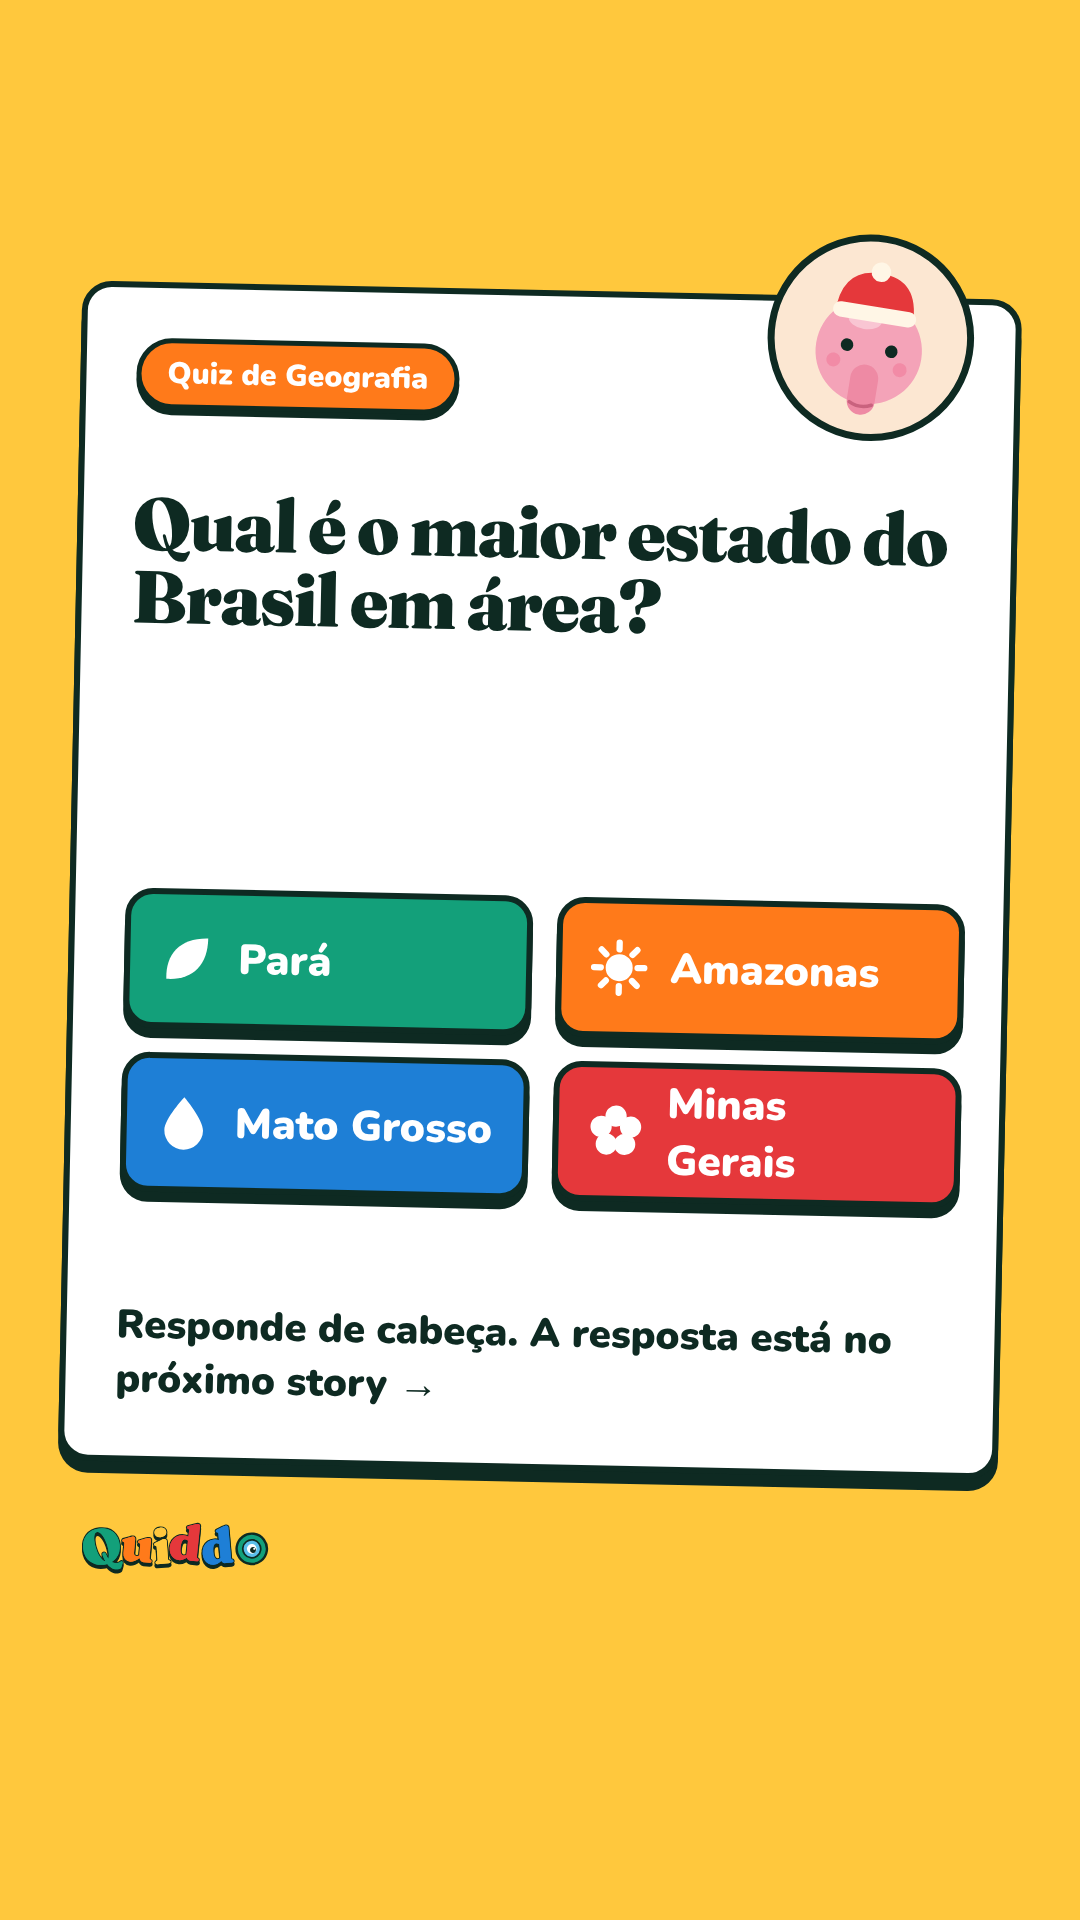 Quiz de Geografia
Qual é o maior estado do
Brasil em área?
Pará
Amazonas
Mato Grosso
Minas
Gerais
Responde de cabeça. A resposta está no
próximo story →
Quiddo